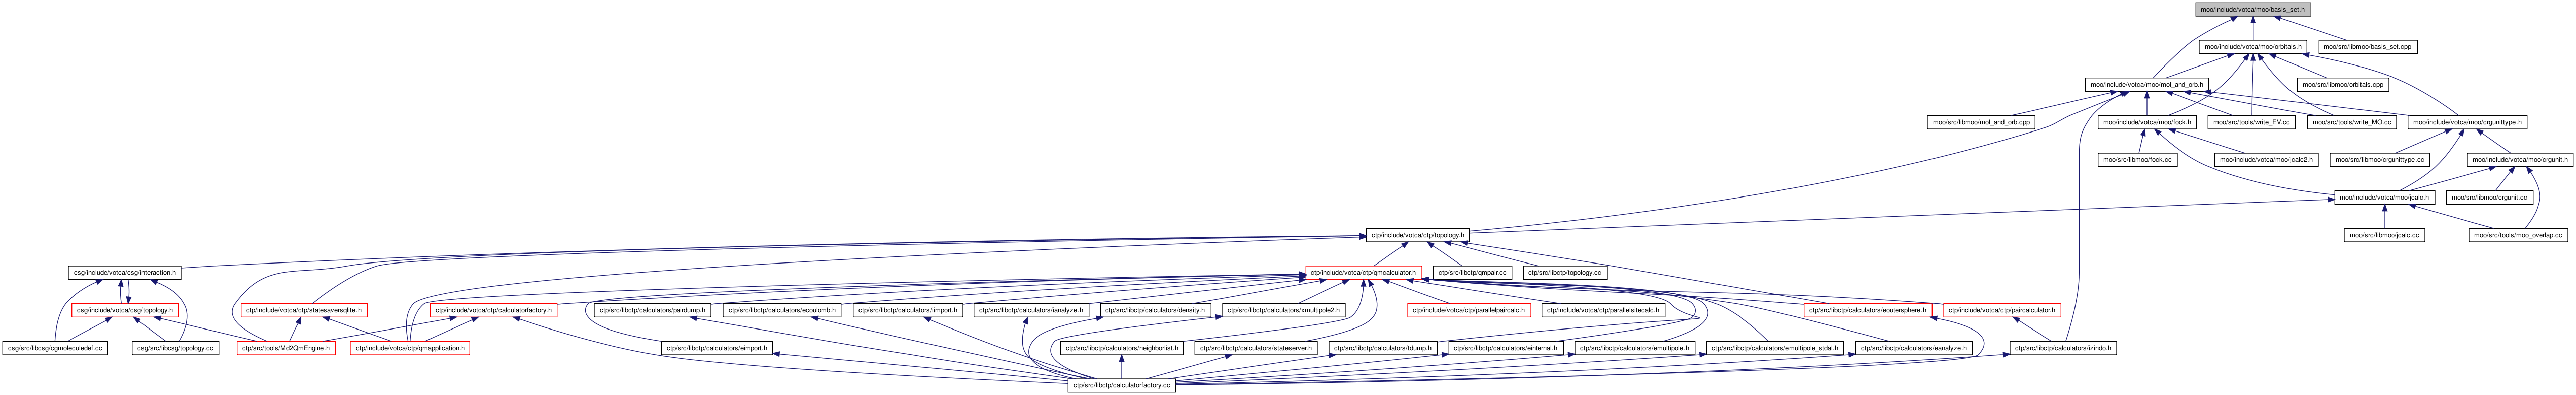 moo/include/votca/moo/basis_set.h
moo/include/votca/moo/orbitals.h
moo/src/libmoo/basis_set.cpp
moo/include/votca/moo/mol_and_orb.h
moo/src/libmoo/orbitals.cpp
moo/src/libmoo/mol_and_orb.cpp
moo/include/votca/moo/fock.h
moo/src/tools/write_EV.cc
moo/src/tools/write_MO.cc
moo/include/votca/moo/crgunittype.h
moo/src/libmoo/fock.cc
moo/include/votca/moo/jcalc2.h
moo/src/libmoo/crgunittype.cc
moo/include/votca/moo/crgunit.h
moo/include/votca/moo/jcalc.h
moo/src/libmoo/crgunit.cc
ctp/include/votca/ctp/topology.h
moo/src/libmoo/jcalc.cc
moo/src/tools/moo_overlap.cc
csg/include/votca/csg/interaction.h
ctp/include/votca/ctp/qmcalculator.h
ctp/src/libctp/qmpair.cc
ctp/src/libctp/topology.cc
csg/include/votca/csg/topology.h
ctp/include/votca/ctp/statesaversqlite.h
ctp/include/votca/ctp/calculatorfactory.h
ctp/src/libctp/calculators/pairdump.h
ctp/src/libctp/calculators/ecoulomb.h
ctp/src/libctp/calculators/iimport.h
ctp/src/libctp/calculators/ianalyze.h
ctp/src/libctp/calculators/density.h
ctp/src/libctp/calculators/xmultipole2.h
ctp/include/votca/ctp/parallelpaircalc.h
ctp/include/votca/ctp/parallelsitecalc.h
ctp/src/libctp/calculators/eoutersphere.h
ctp/include/votca/ctp/paircalculator.h
csg/src/libcsg/cgmoleculedef.cc
csg/src/libcsg/topology.cc
ctp/src/tools/Md2QmEngine.h
ctp/include/votca/ctp/qmapplication.h
ctp/src/libctp/calculators/eimport.h
ctp/src/libctp/calculators/neighborlist.h
ctp/src/libctp/calculators/stateserver.h
ctp/src/libctp/calculators/tdump.h
ctp/src/libctp/calculators/einternal.h
ctp/src/libctp/calculators/emultipole.h
ctp/src/libctp/calculators/emultipole_stdal.h
ctp/src/libctp/calculators/eanalyze.h
ctp/src/libctp/calculators/izindo.h
ctp/src/libctp/calculatorfactory.cc